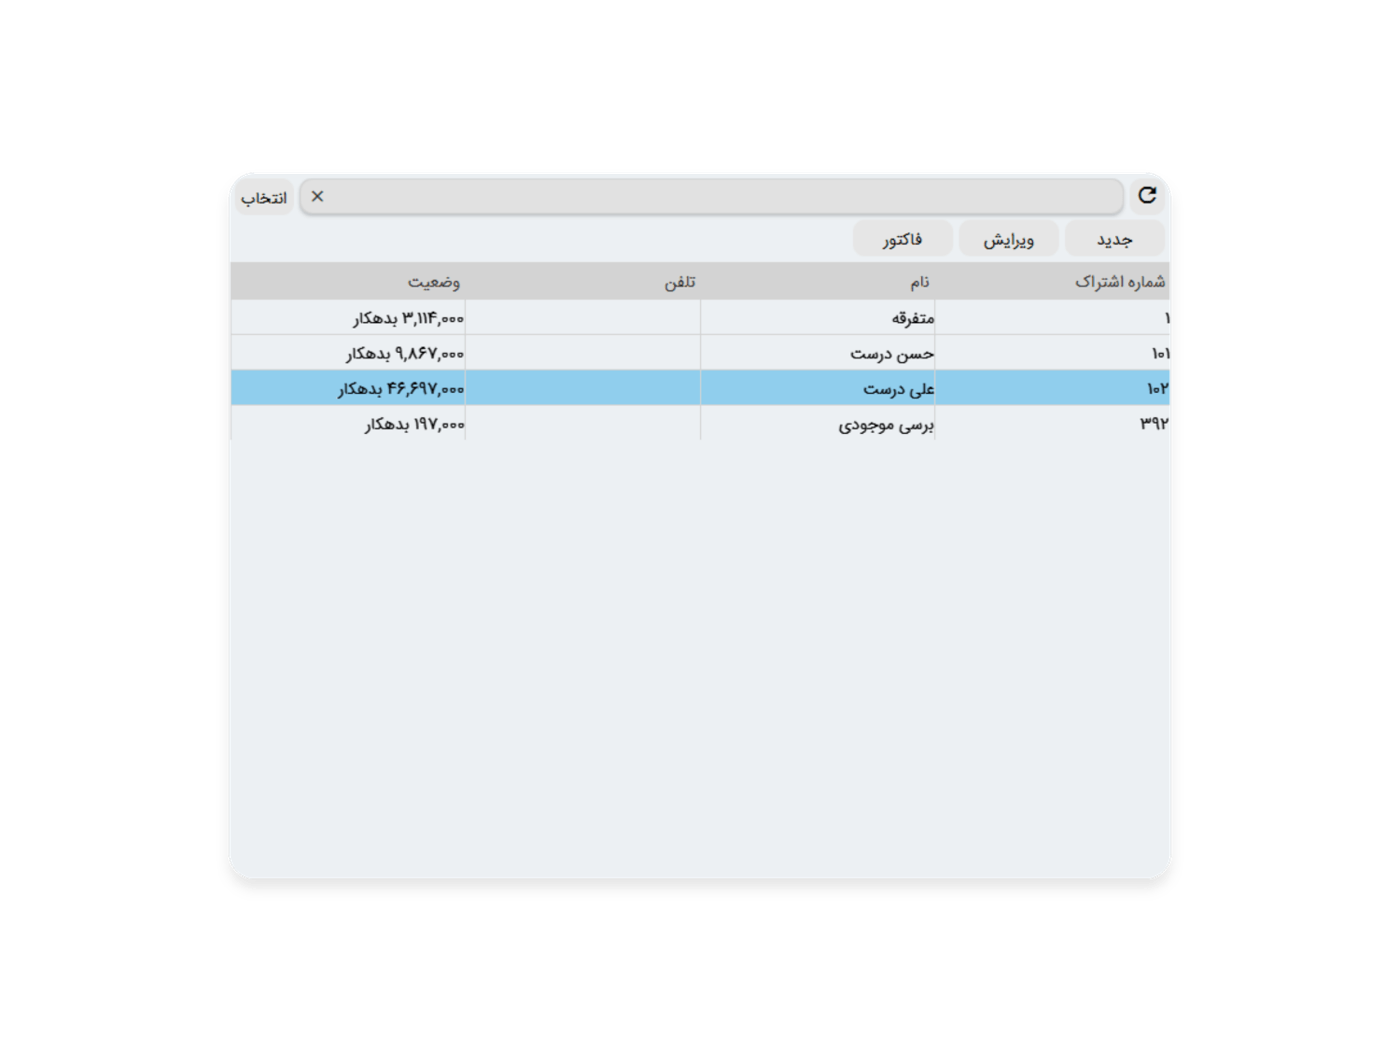 انتخاب
جدید ویرایش فاکتور
شماره اشتراک نام تلفن وضعیت
۱ متفرقه ۳,۱۱۴,۰۰۰ بدهکار
۱۰۱ حسن درست ۹,۸۶۷,۰۰۰ بدهکار
۱۰۲ علی درست ۴۶,۶۹۷,۰۰۰ بدهکار
۳۹۲ برسی موجودی ۱۹۷,۰۰۰ بدهکار